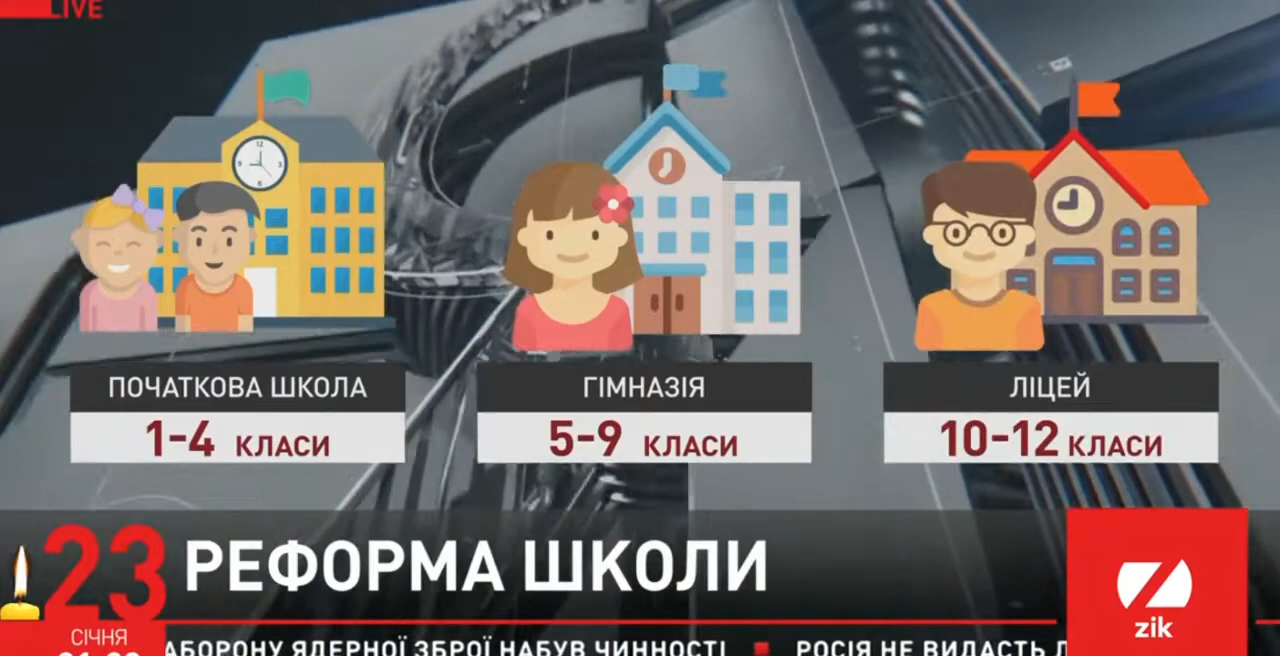 LIVE
ПОЧАТКОВА ШКОЛА
1-4 КЛАСИ
ГІМНАЗІЯ
5-9 КЛАСИ
ЛІЦЕЙ
10-12 КЛАСИ
23
СІЧНЯ
РЕФОРМА ШКОЛИ
ЯДЕРНОЇ ЗБРОЇ НАБУВ ЧИННОСТІ ■ РОСІЯ НЕ ВИДАСТЬ
zik